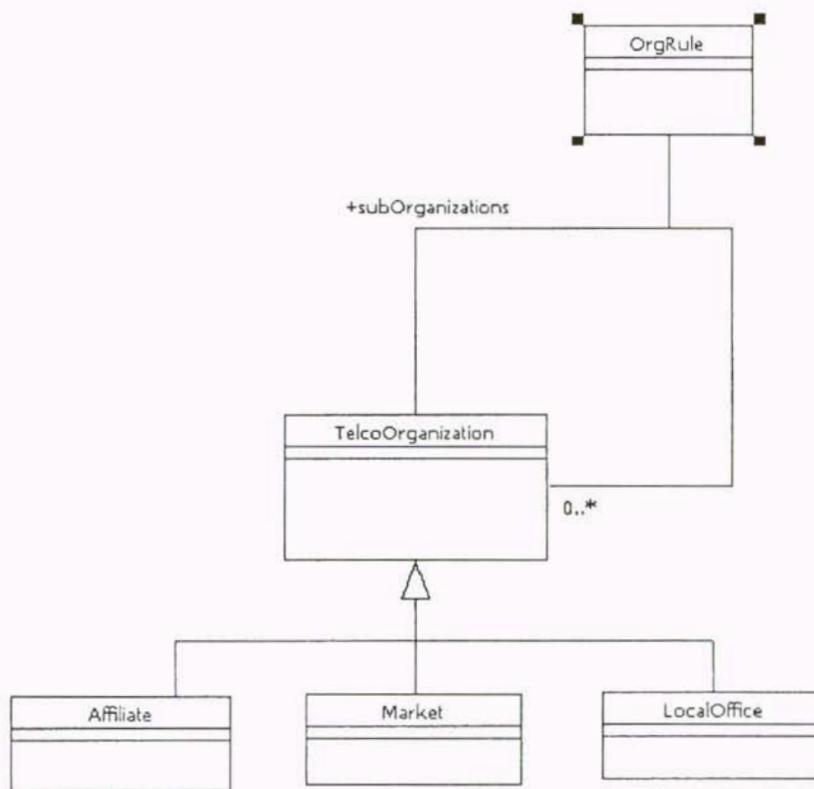 OrgRule
+subOrganizations
TelcoOrganization
0..*
Affiliate
Market
LocalOffice